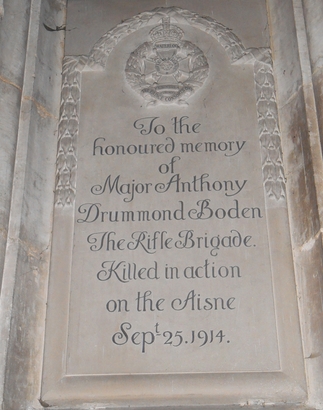 To the
honoured memory
of
Major Anthony
Drummond Boden
The Rifle Brigade.
Killed in action
on the Aisne
Sept. 25. 1914.